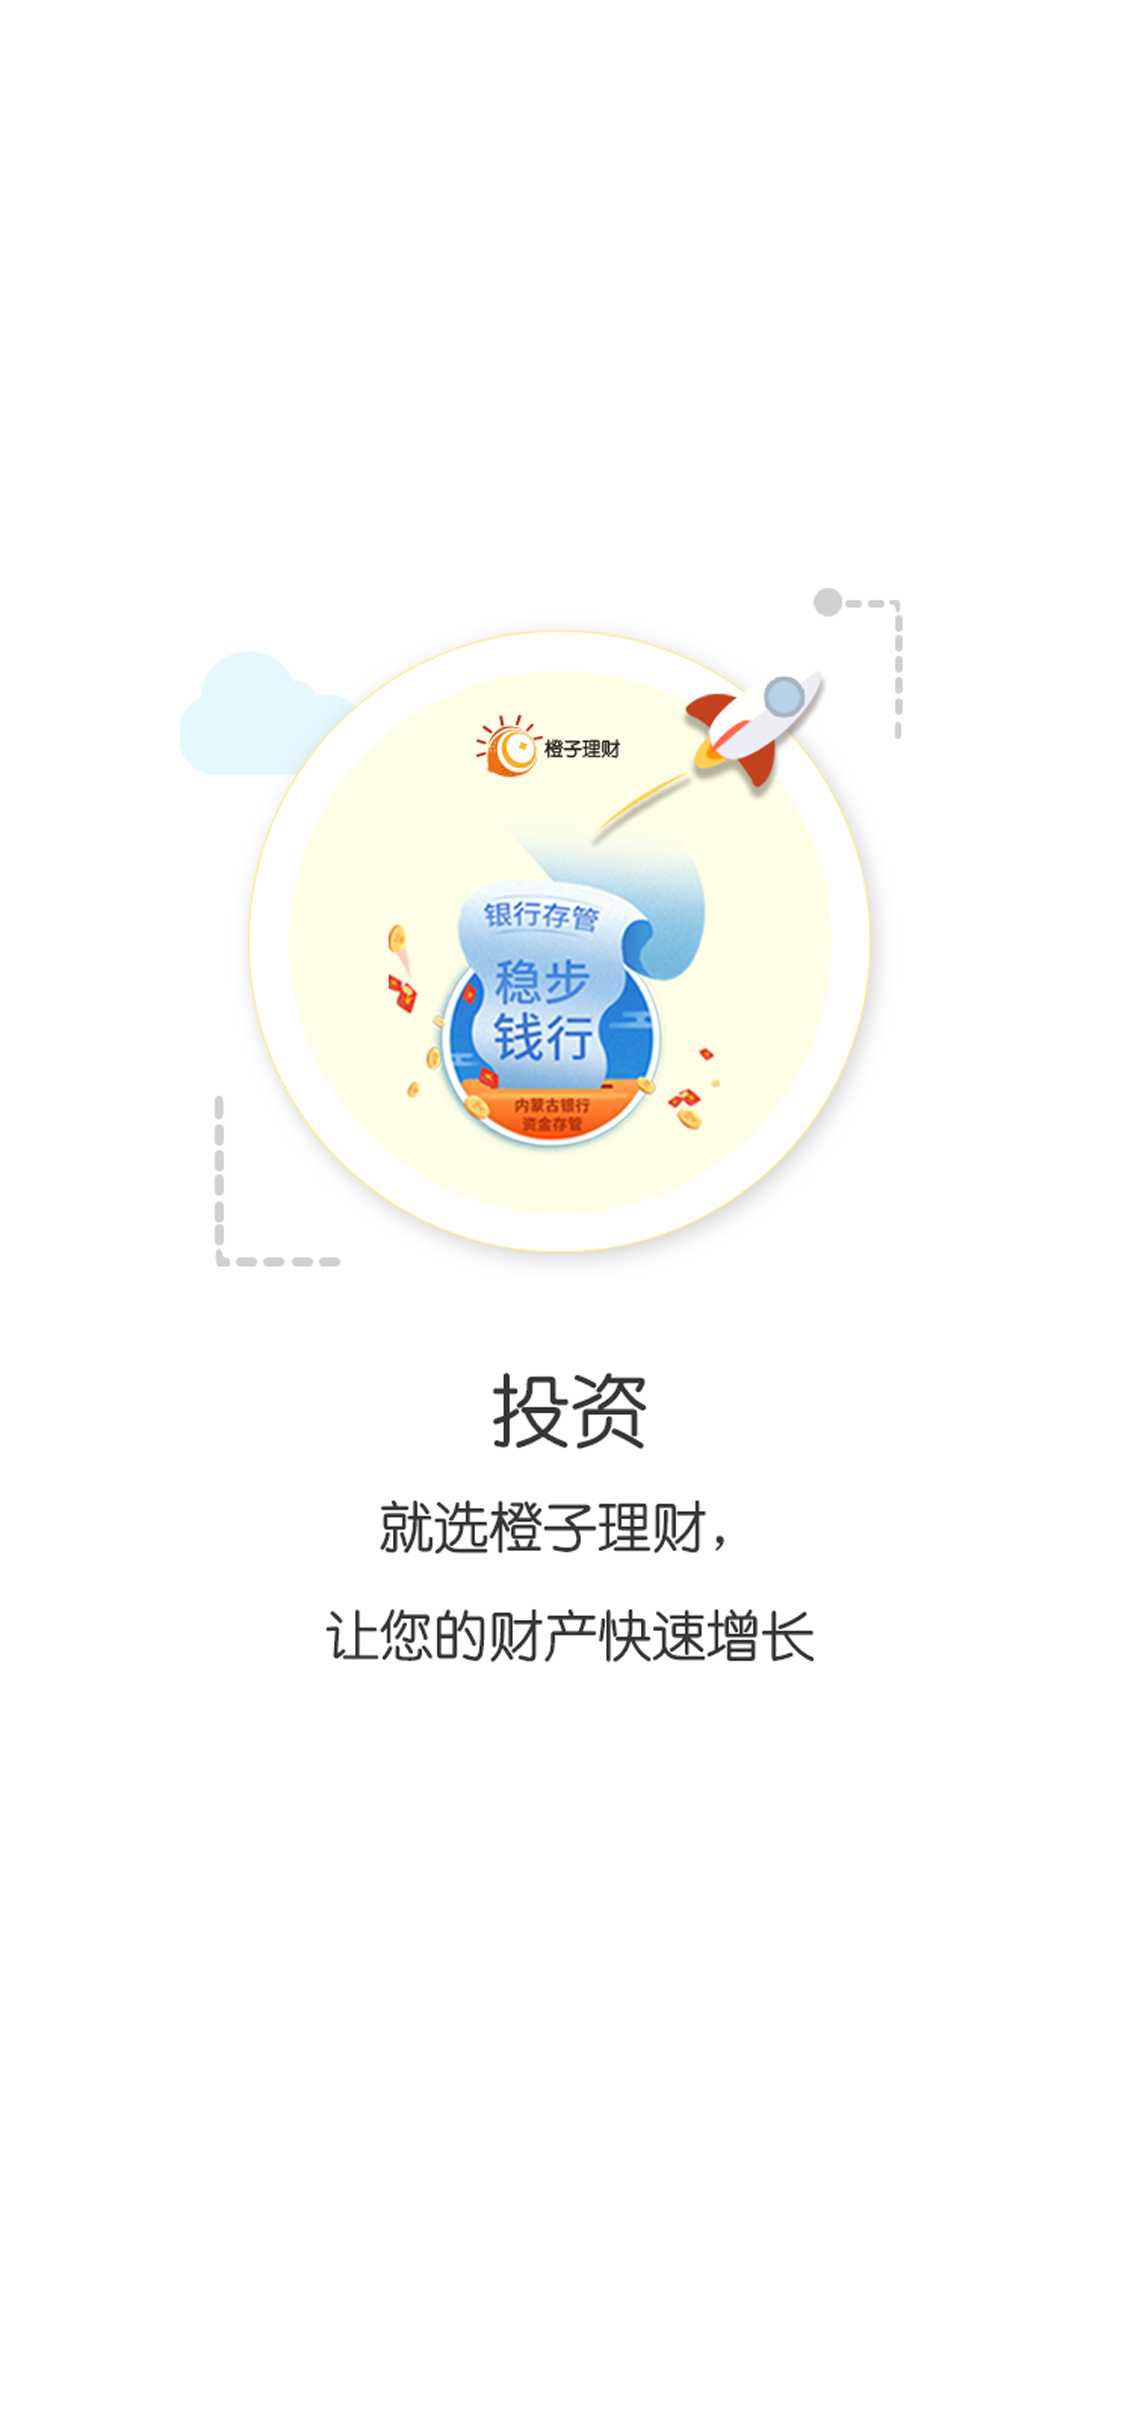 橙子理财
银行存管
稳步
钱行
内蒙古银行
资金存管
投资
就选橙子理财，
让您的财产快速增长